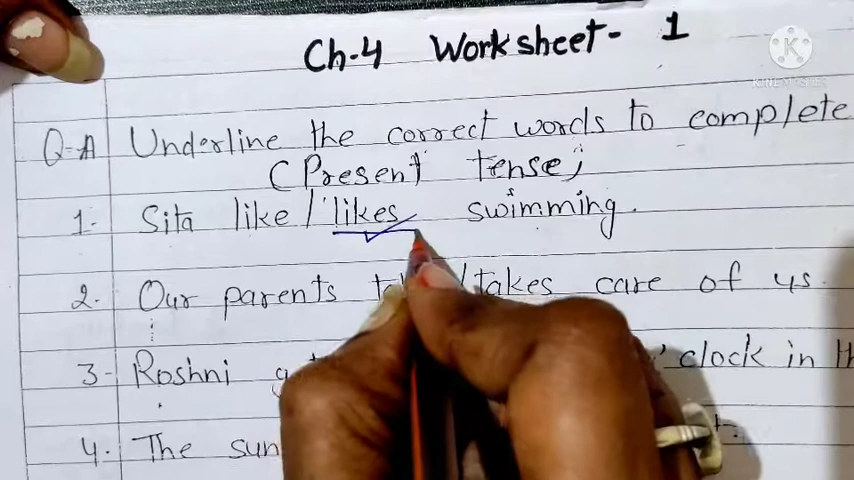 Ch-4 Worksheet- 1
Q-A Underline the correct words to complete
(Present tense)
1. Sita like / likes swimming.
2. Our parents / takes care of us.
3- Roshni 'clock in
4. The sun